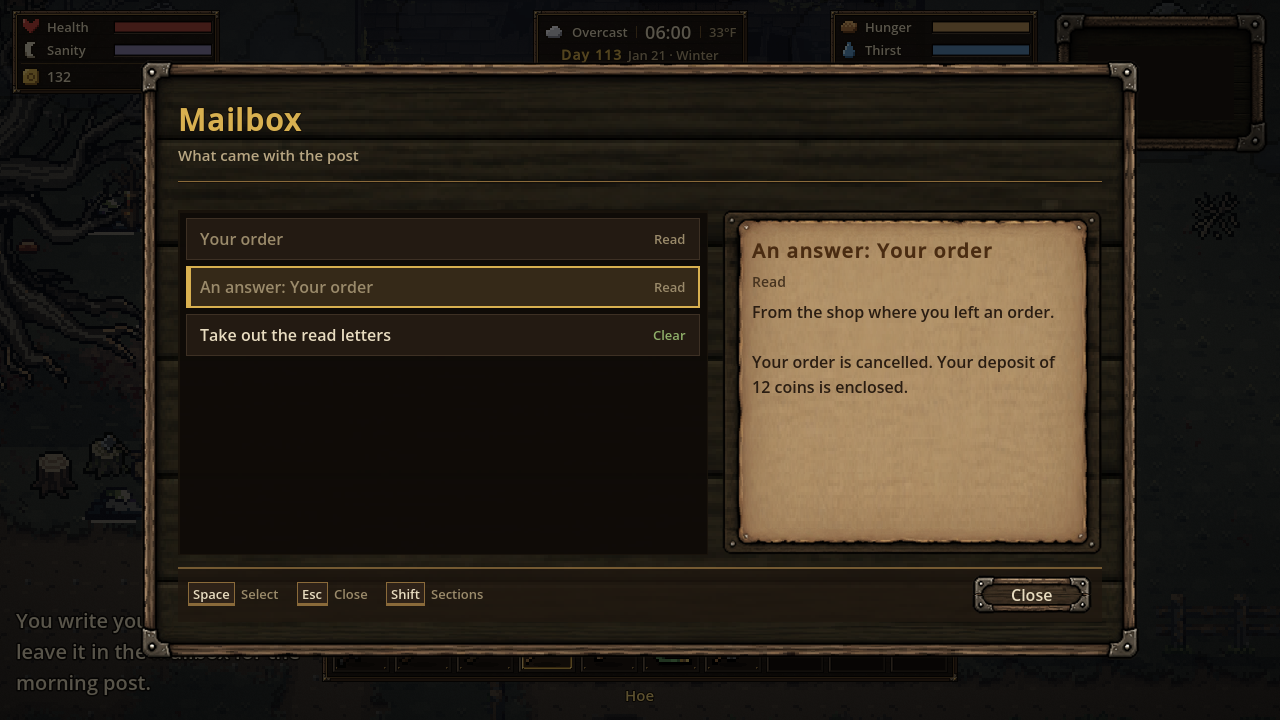 Health
Sanity
132
Overcast 06:00 33°F
Day 113 Jan 21 · Winter
Hunger
Thirst
Mailbox
What came with the post
Your order Read
An answer: Your order Read
Take out the read letters Clear
An answer: Your order
Read
From the shop where you left an order.
Your order is cancelled. Your deposit of
12 coins is enclosed.
Space Select Esc Close Shift Sections
Close
You write
leave it in the
morning post.
Hoe